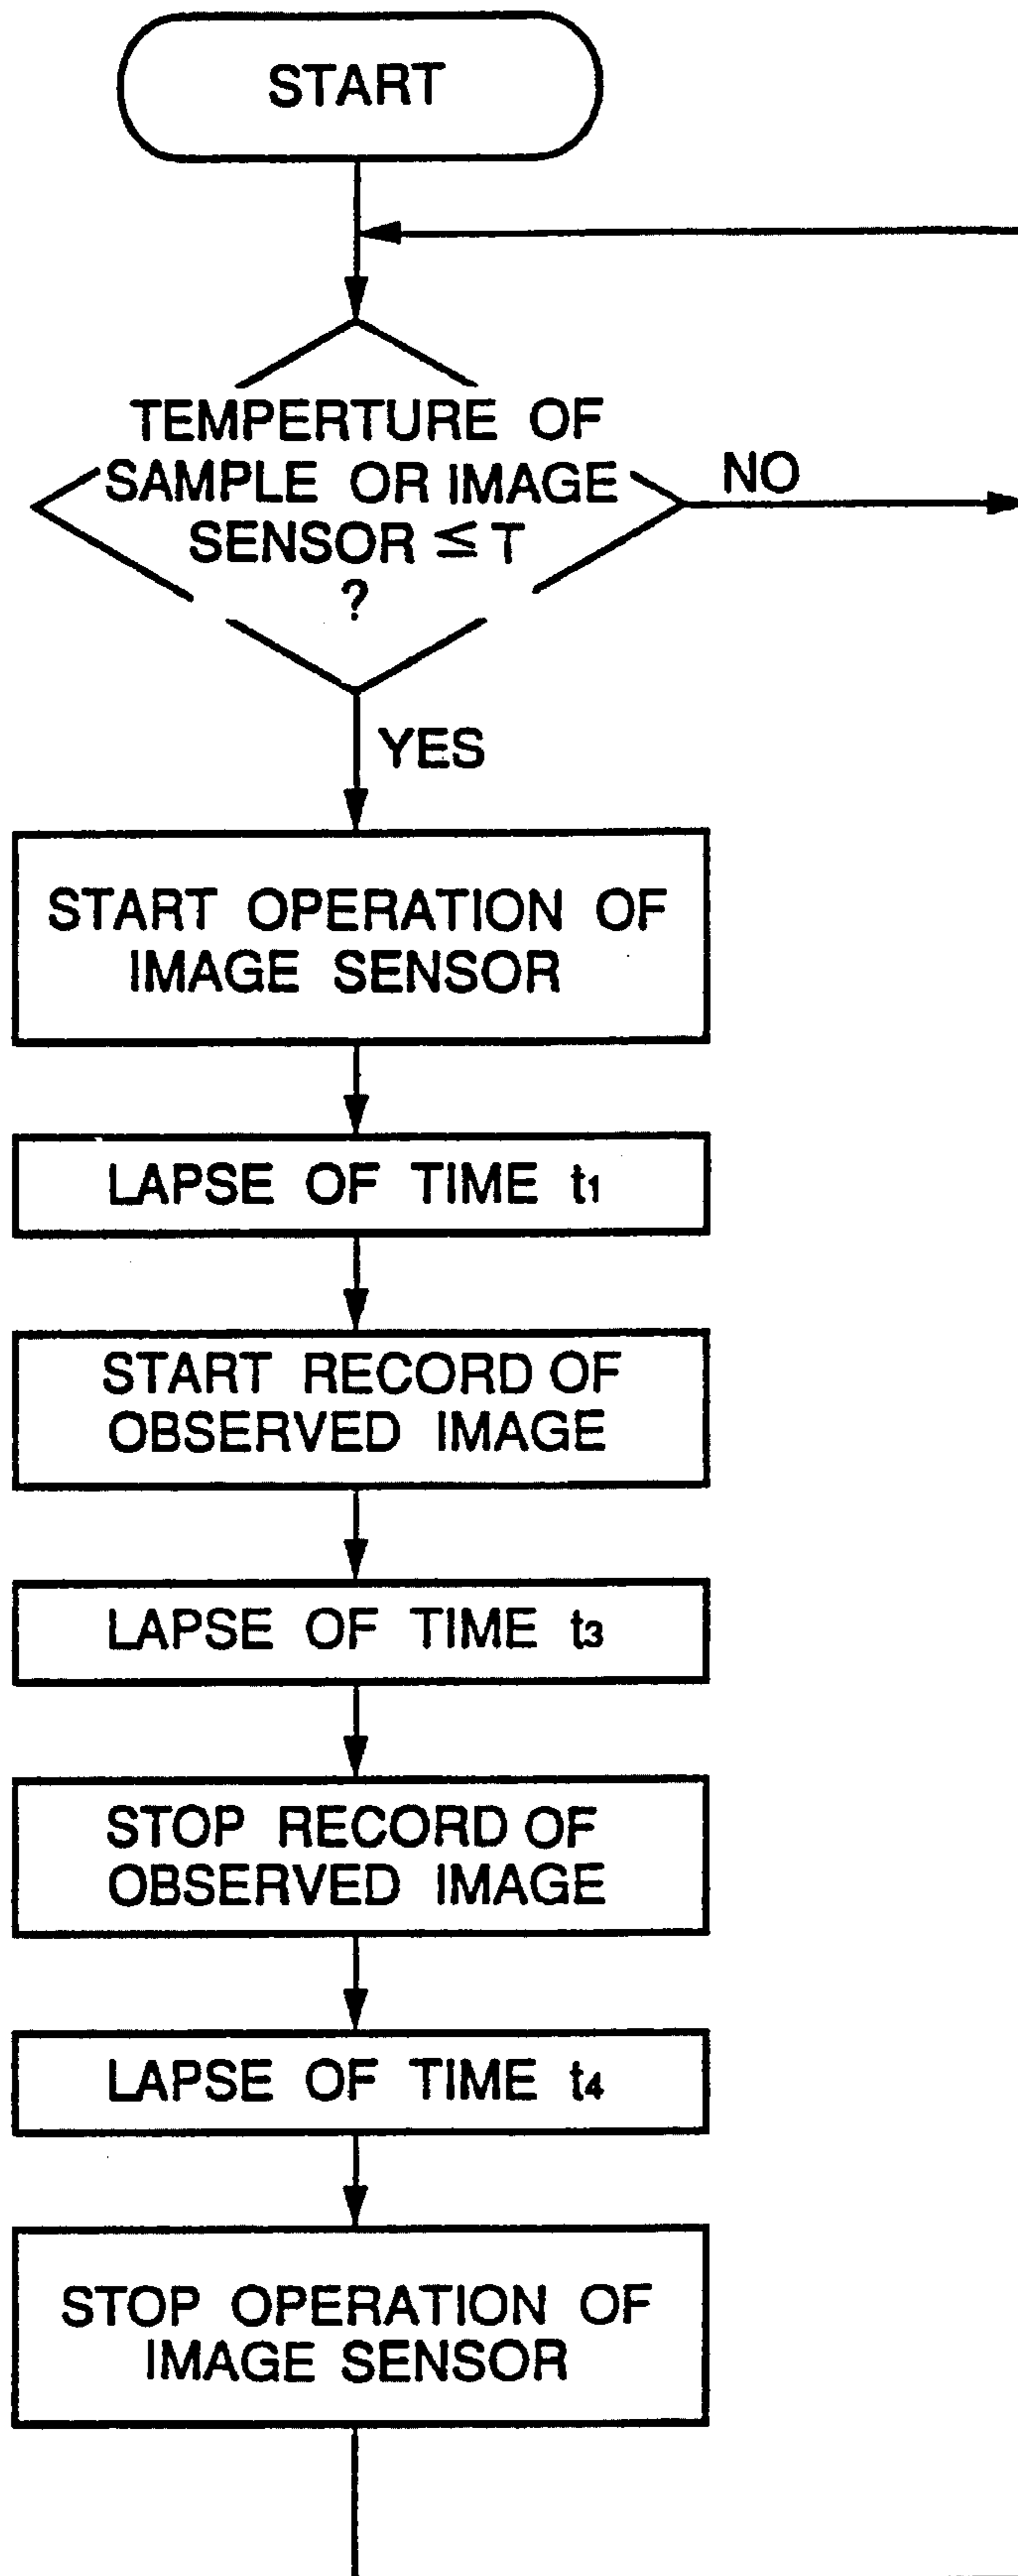 START
TEMPERTURE OF
SAMPLE OR IMAGE
SENSOR ≦ T
?
NO
YES
START OPERATION OF
IMAGE SENSOR
LAPSE OF TIME t1
START RECORD OF
OBSERVED IMAGE
LAPSE OF TIME t3
STOP RECORD OF
OBSERVED IMAGE
LAPSE OF TIME t4
STOP OPERATION OF
IMAGE SENSOR